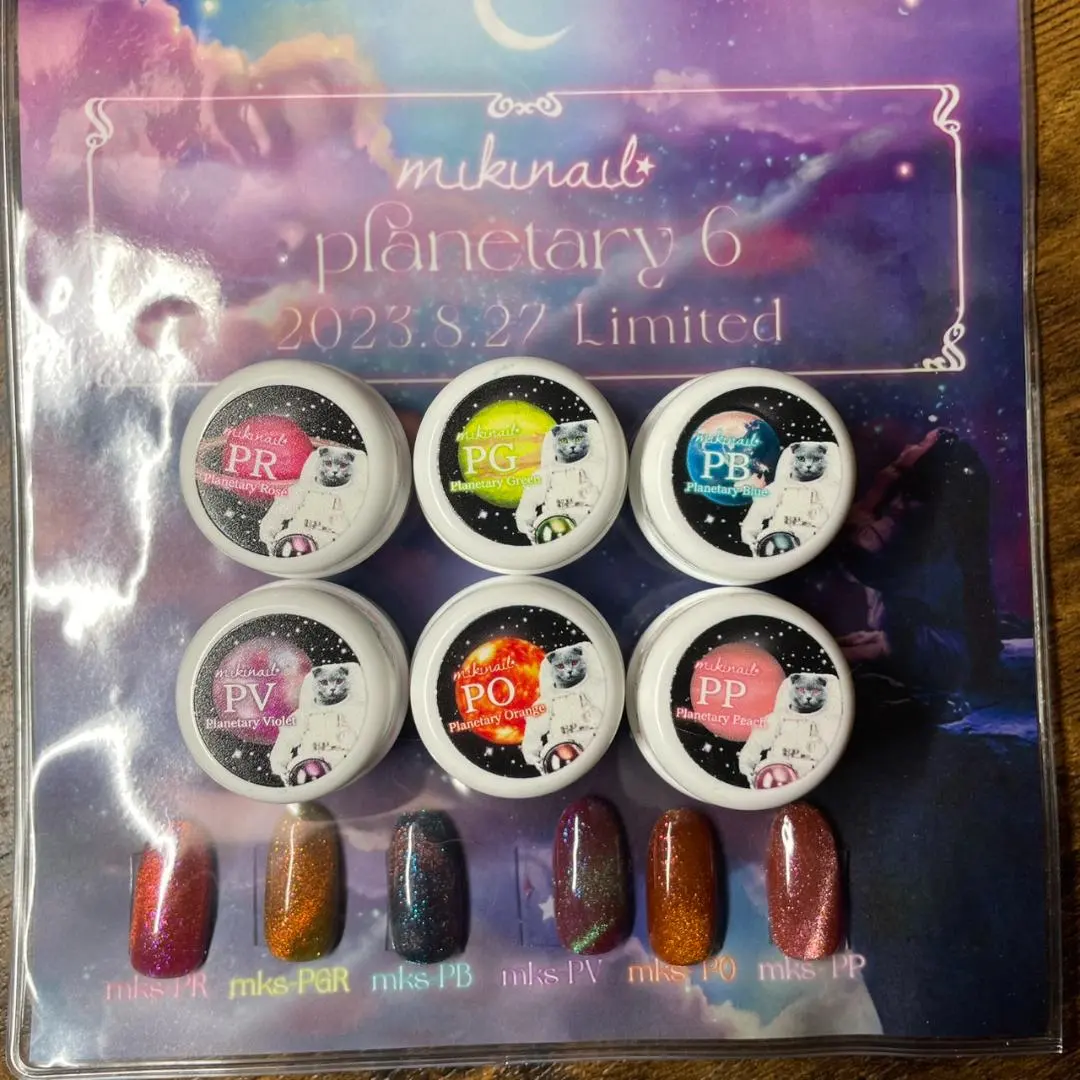 mikinail
planetary 6
2023.8.27 Limited
mikinail
PR
Planetary Rose
mikinail
PG
Planetary Green
mikinail
PB
Planetary Blue
mikinail
PV
Planetary Violet
mikinail
PO
Planetary Orange
mikinail
PP
Planetary Peach
mks-PR mks-PGR mks-PB mks-PV mks-PO mks-PP